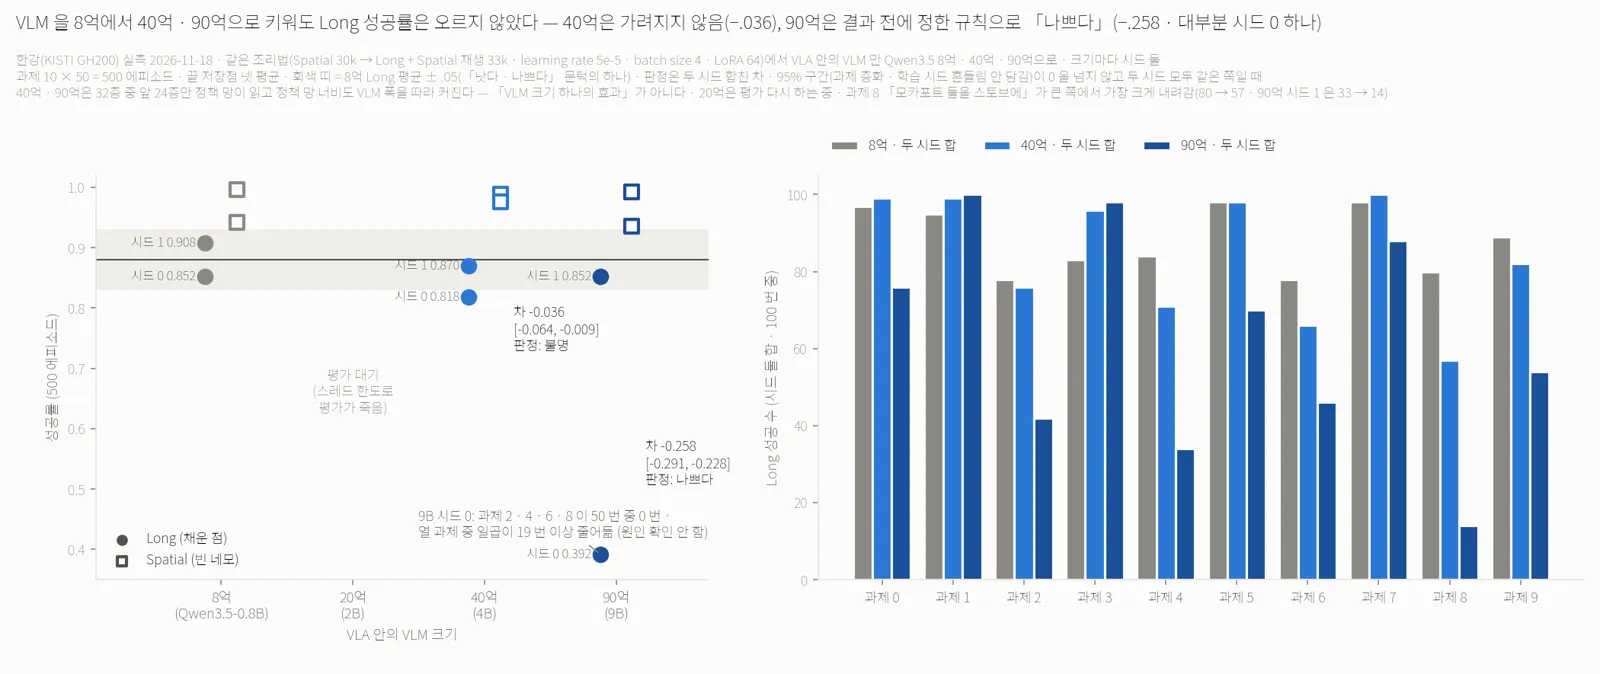 VLM 을 8억에서 40억 · 90억으로 키워도 Long 성공률은 오르지 않았다 — 40억은 가려지지 않음(−.036), 90억은 결과 전에 정한 규칙으로 「나쁘다」(−.258 · 대부분 시드 0 하나)
한강(KISTI GH200) 실측 2026-11-18 · 같은 조리법(Spatial 30k → Long + Spatial 재생 33k · learning rate 5e-5 · batch size 4 · LoRA 64)에서 VLA 안의 VLM 만 Qwen3.5 8억 · 40억 · 90억으로 · 크기마다 시드 둘
과제 10 × 50 = 500 에피소드 · 끝 저장점 넷 평균 · 회색 띠 = 8억 Long 평균 ± .05(「낫다 · 나쁘다」 문턱의 하나) · 판정은 두 시드 합친 차 · 95% 구간(과제 층화 · 학습 시드 흔들림 안 담김)이 0 을 넘지 않고 두 시드 모두 같은 쪽일 때
40억 · 90억은 32층 중 앞 24층만 정책 망이 읽고 정책 망 너비도 VLM 폭을 따라 커진다 — 「VLM 크기 하나의 효과」가 아니다 · 20억은 평가 다시 하는 중 · 과제 8 「모카포트 둘을 스토브에」가 큰 쪽에서 가장 크게 내려감(80 → 57 · 90억 시드 1 은 33 → 14)
8억 · 두 시드 합
40억 · 두 시드 합
90억 · 두 시드 합
1.0
0.9
0.8
0.7
0.6
0.5
0.4
성공률 (500 에피소드)
시드 1 0.908
시드 0 0.852
시드 1 0.870
시드 0 0.818
시드 1 0.852
차 -0.036
[-0.064, -0.009]
판정: 불명
평가 대기
(스레드 한도로
평가가 죽음)
차 -0.258
[-0.291, -0.228]
판정: 나쁘다
9B 시드 0: 과제 2 · 4 · 6 · 8 이 50 번 중 0 번 ·
열 과제 중 일곱이 19 번 이상 줄어듦 (원인 확인 안 함)
시드 0 0.392
Long (채운 점)
Spatial (빈 네모)
8억
(Qwen3.5-0.8B)
20억
(2B)
40억
(4B)
90억
(9B)
VLA 안의 VLM 크기
Long 성공 수 (시드 둘 합 · 100 번 중)
100
80
60
40
20
0
과제 0
과제 1
과제 2
과제 3
과제 4
과제 5
과제 6
과제 7
과제 8
과제 9